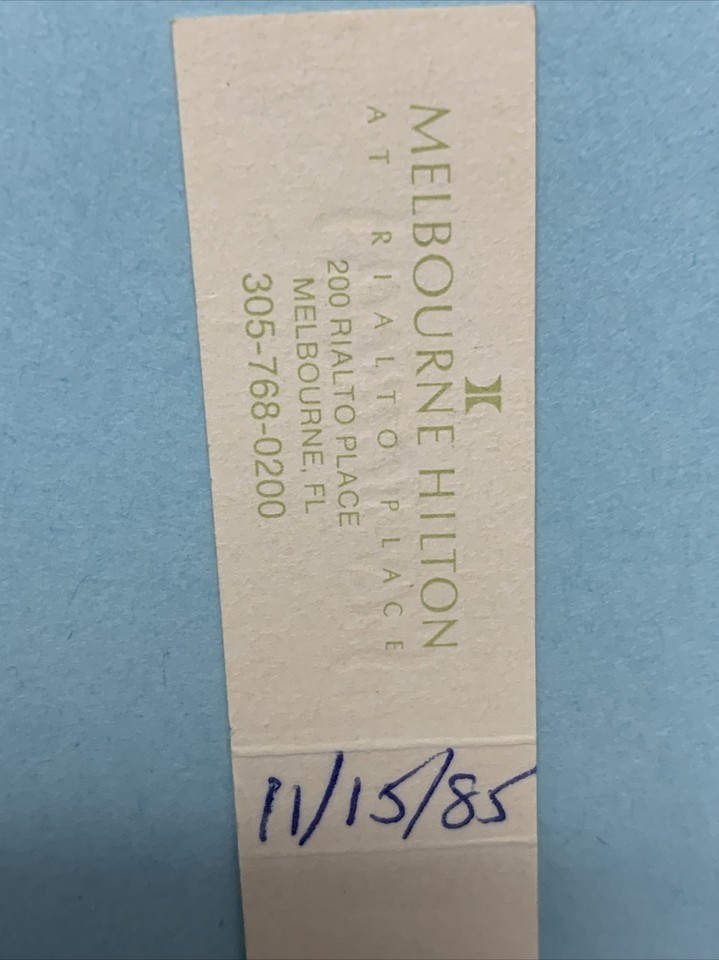 MELBOURNE HILTON
AT RIALTO PLACE
200 RIALTO PLACE
MELBOURNE, FL
305-768-0200
11/15/85